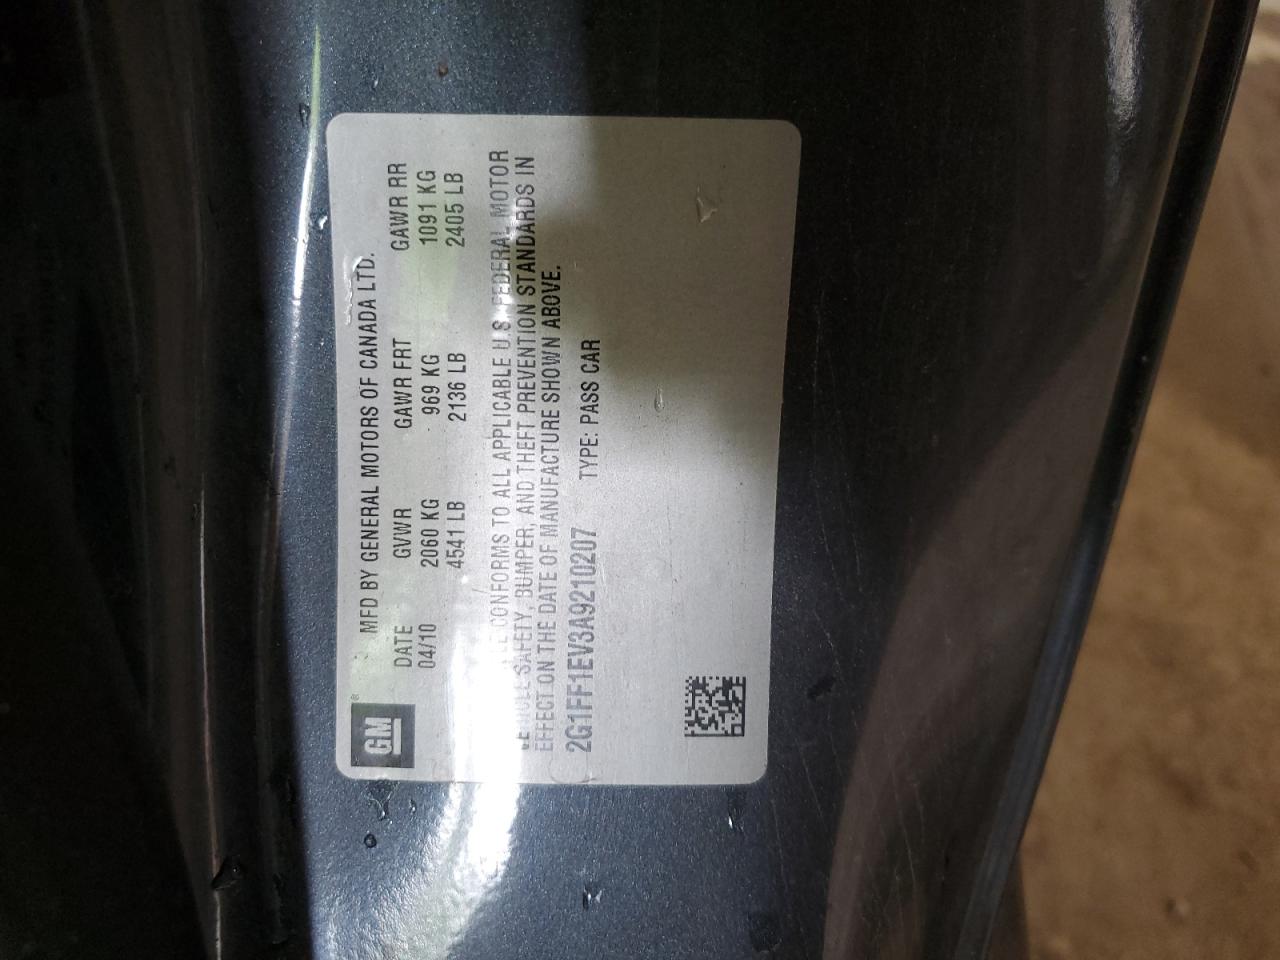 GM
MFD BY GENERAL MOTORS OF CANADA LTD.
DATE GVWR GAWR FRT GAWR RR
04/10 2060 KG 969 KG 1091 KG
4541 LB 2136 LB 2405 LB
CONFORMS TO ALL APPLICABLE U.S. FEDERAL MOTOR
VEHICLE SAFETY, BUMPER, AND THEFT PREVENTION STANDARDS IN
EFFECT ON THE DATE OF MANUFACTURE SHOWN ABOVE.
2G1FF1EV3A9210207 TYPE: PASS CAR